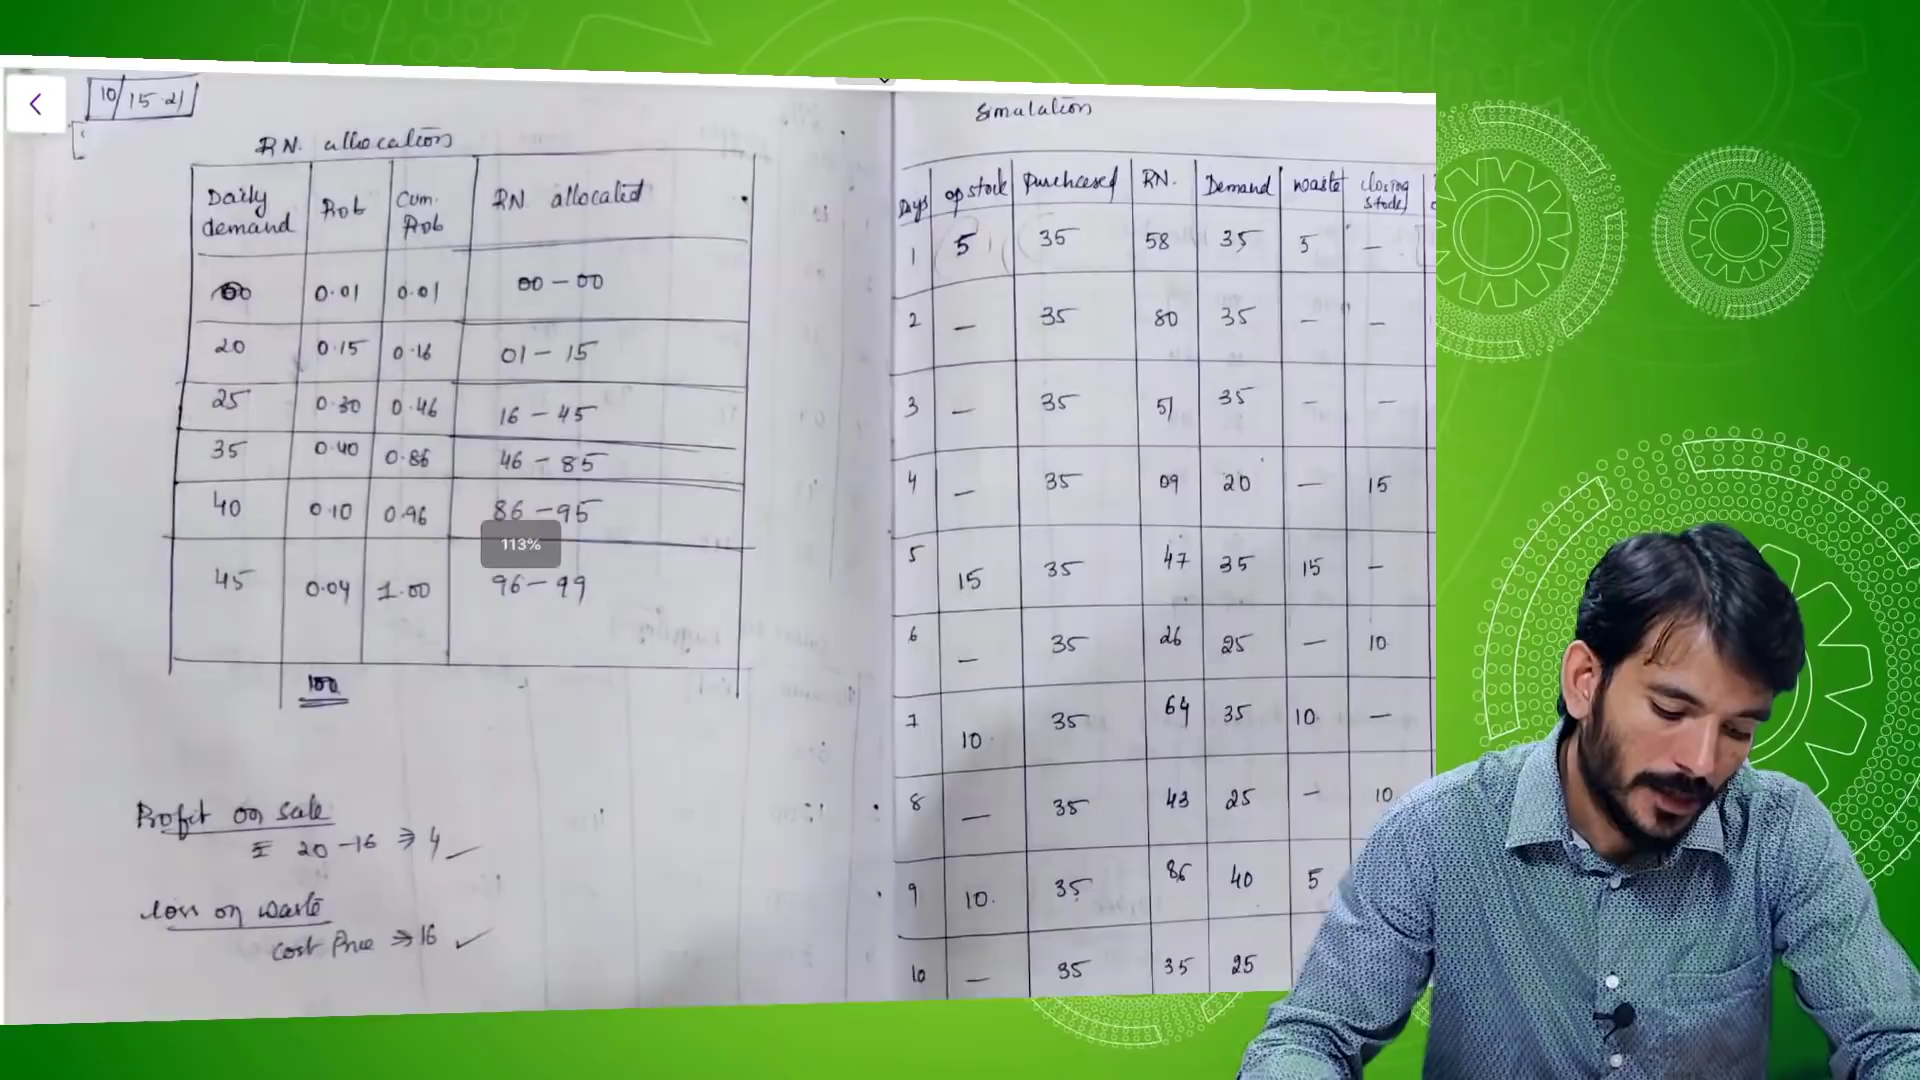 10/15-21
RN. allocation
Daily demand | Prob | Cum. Prob | RN allocated
00 | 0.01 | 0.01 | 00 - 00
20 | 0.15 | 0.16 | 01 - 15
25 | 0.30 | 0.46 | 16 - 45
35 | 0.40 | 0.86 | 46 - 85
40 | 0.10 | 0.96 | 86 - 95
113%
45 | 0.04 | 1.00 | 96 - 99
100
Profit on sale
= 20 - 16 ⇒ 4
loss on waste
cost Price ⇒ 16
Simulation
Days | op stock | Purchased | RN. | Demand | waste | closing stock
1 | 5 | 35 | 58 | 35 | 5 | —
2 | — | 35 | 80 | 35 | — | —
3 | — | 35 | 51 | 35 | — | —
4 | — | 35 | 09 | 20 | — | 15
5 | 15 | 35 | 47 | 35 | 15 | —
6 | — | 35 | 26 | 25 | — | 10
7 | 10 | 35 | 64 | 35 | 10 | —
8 | — | 35 | 43 | 25 | — | 10
9 | 10 | 35 | 86 | 40 | 5
10 | — | 35 | 35 | 25